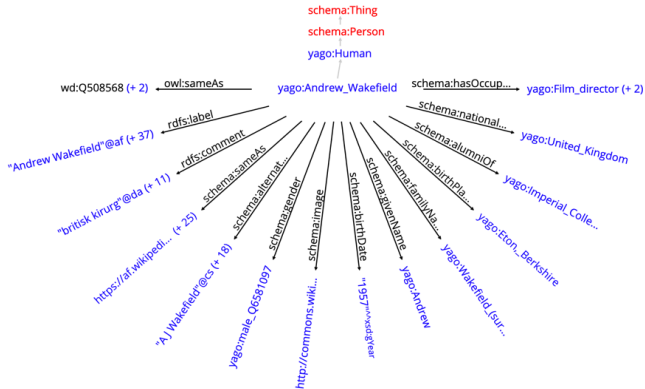 schema:Thing
schema:Person
yago:Human
yago:Andrew_Wakefield
wd:Q508568 (+ 2)
owl:sameAs
schema:hasOccup...
yago:Film_director (+ 2)
rdfs:label
"Andrew Wakefield"@af (+ 37)
schema:national...
yago:United_Kingdom
rdfs:comment
"britisk kirurg"@da (+ 11)
schema:alumniOf
yago:Imperial_Colle...
schema:sameAs
https://af.wikipedi... (+ 25)
schema:birthPla...
yago:Eton,_Berkshire
schema:alternat...
"A J Wakefield"@cs (+ 18)
schema:familyNa...
yago:Wakefield_(sur...
schema:gender
yago:male_Q6581097
schema:givenName
yago:Andrew
schema:image
http://commons.wiki...
schema:birthDate
"1957"^^xsd:gYear